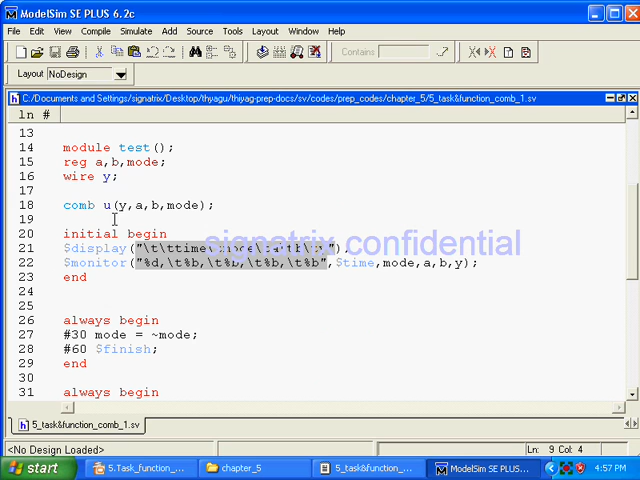 ModelSim SE PLUS 6.2c
File Edit View Compile Simulate Add Source Tools Layout Window Help
Contains
Layout NoDesign
C:/Documents and Settings/signatrix/Desktop/thyagu/thiyag-prep-docs/sv/codes/prep_codes/chapter_5/5_task&function_comb_1.sv
ln #
13
14 module test();
15 reg a,b,mode;
16 wire y;
17
18 comb u(y,a,b,mode);
19
20 initial begin
21 $display("\t\ttime\
22 $monitor("%d,\t%b,\t%b,\t%b,\t%b",$time,mode,a,b,y);
23 end
25
26 always begin
27 #30 mode = ~mode;
28 #60 $finish;
29 end
30
31 always begin
signatrix confidential
5_task&function_comb_1.sv
<No Design Loaded> Ln: 9 Col: 4
start 5.Task_function_... chapter_5 5_task&function_com... ModelSim SE PLUS... 4:57 PM